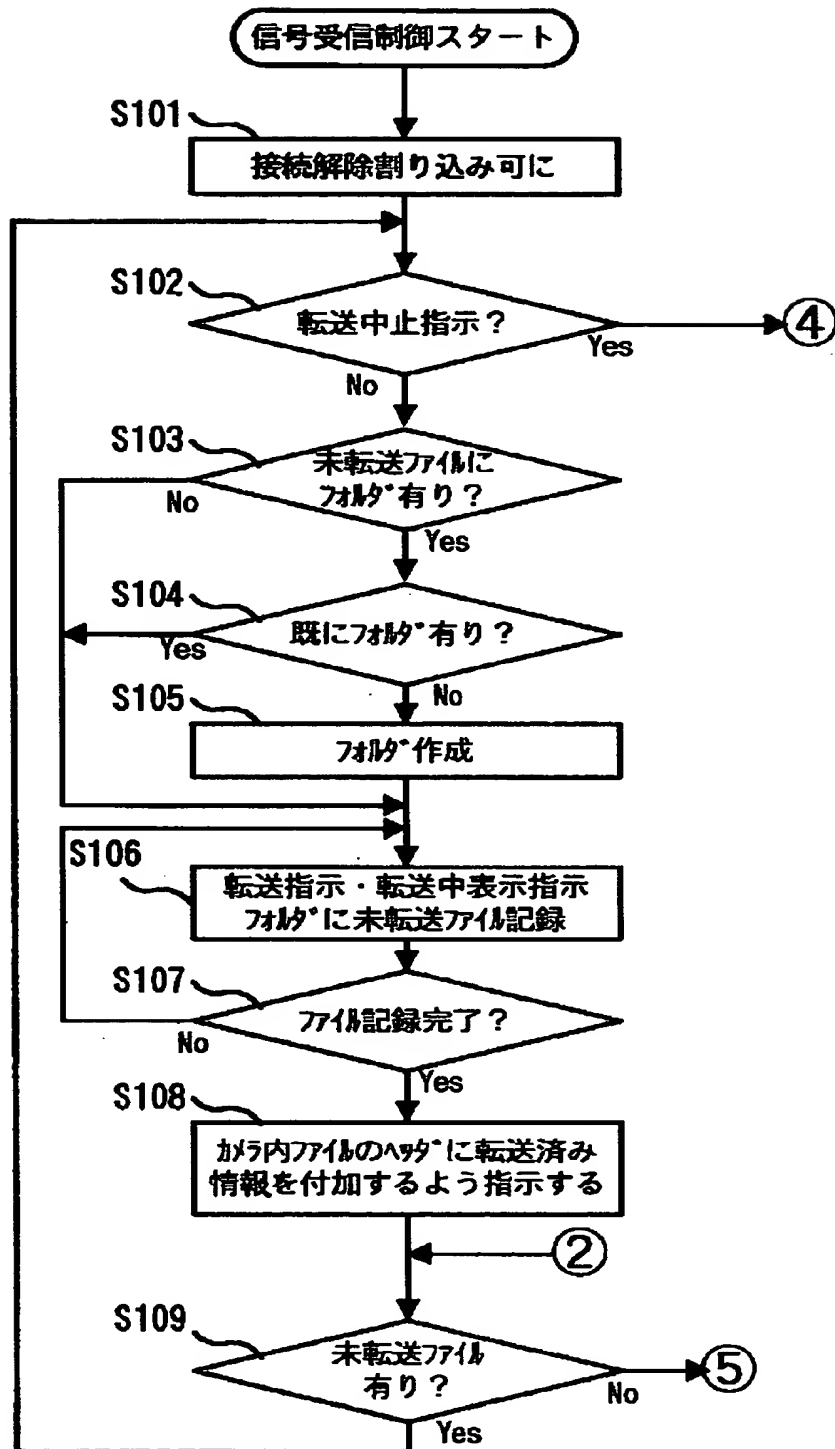 信号受信制御スタート
S101
接続解除割り込み可に
S102
転送中止指示？
Yes
④
No
S103
未転送ファイルに
フォルダ有り？
No
Yes
S104
既にフォルダ有り？
Yes
No
S105
フォルダ作成
S106
転送指示・転送中表示指示
フォルダに未転送ファイル記録
S107
ファイル記録完了？
No
Yes
S108
カメラ内ファイルのヘッダに転送済み
情報を付加するよう指示する
②
S109
未転送ファイル
有り？
No
⑤
Yes